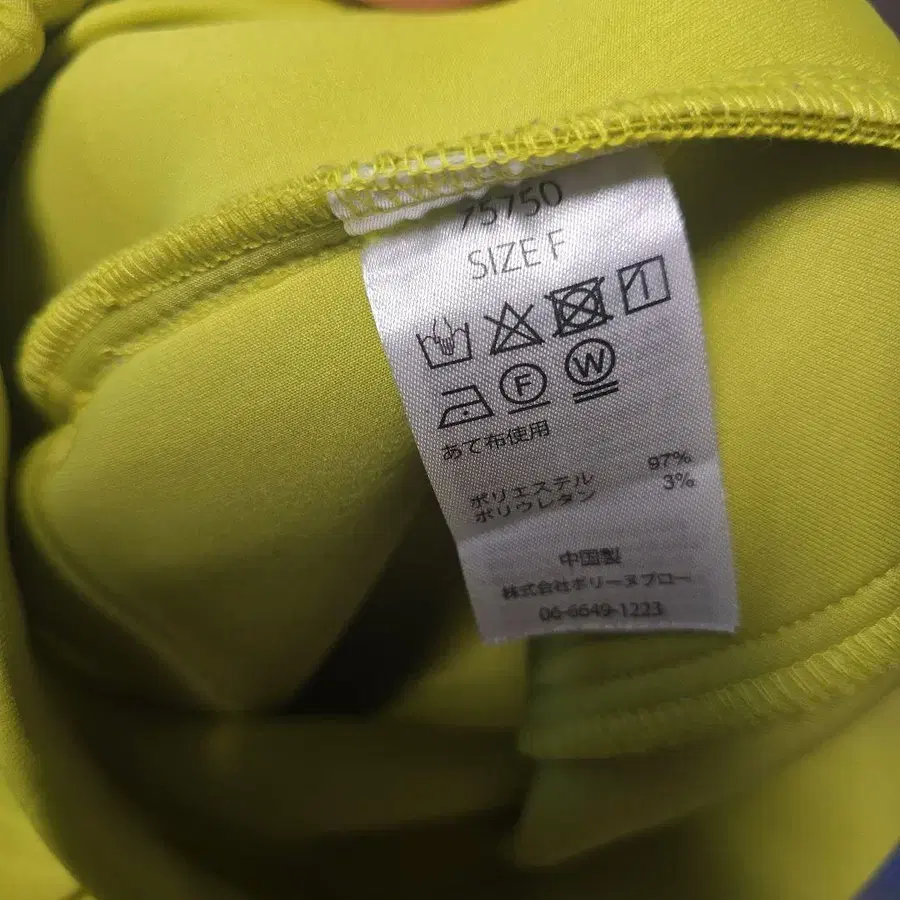 75750
SIZE F
F W
あて布使用
ポリエステル 97%
ポリウレタン 3%
中国製
株式会社ボリーヌブロー
06-6649-1223